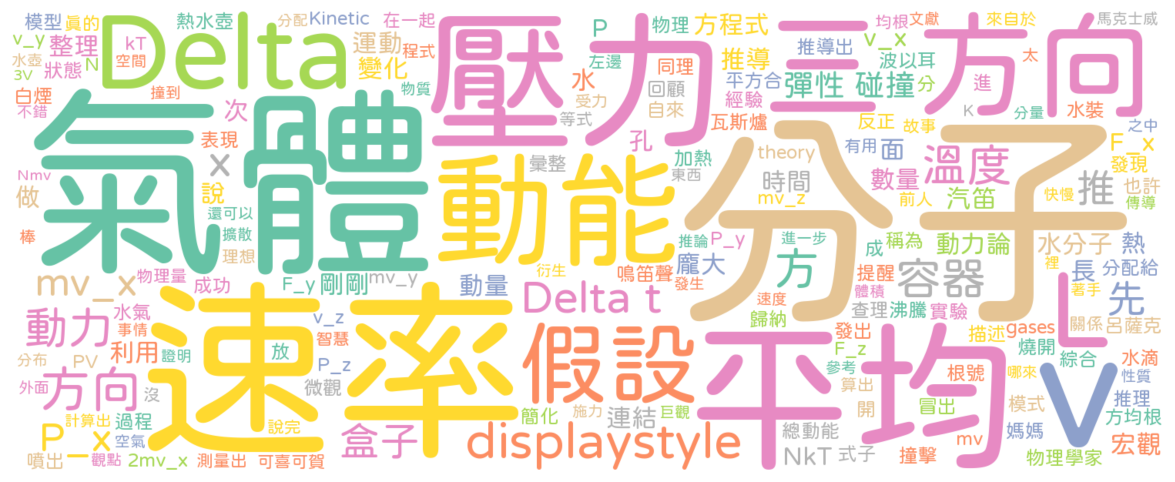 模型 真的 熱水壺 分配 Kinetic 在一起 P 物理 方程式 均根 文獻 來自於 馬克士威
v_y 整理 kT Delta 運動 程式 壓力 左邊 推導 推導出 v_x 三 方向 太
水壺 空間 N 變化 物質 水 同理 平方合 彈性 碰撞 波以耳 分 進
3V 狀態 回顧 經驗 受力 自來 K 分量 水裝
白煙 撞到 次 等式 瓦斯爐 反正 故事 之中
不錯 表現 氣體 動能 彙整 孔 分子 有用 面 F_x
Nmv x 加熱 theory 數量 溫度 發現
做 說 東西 時間 前人 汽笛 推 快慢 也許
還可以 mv_z 傳導
棒 擴散 推論 P_y 進一步 成 稱為 動力論 水分子 熱
物理量 理想 衍生 鳴笛聲 龐大 方 提醒 容器 裡 長 分配給
mv_x 成功 F_y 剛剛 mv_y 動量 發生 體積 著手 先
水氣 Delta t 速度 查理 沸騰 實驗 L
動力 事情 速率 v_z 假設 歸納 平均 發出 描述 呂薩克 V
證明 智慧 F_z gases 關係
分布 PV 利用 放 P_z 參考 根號 燒開 綜合 水滴
外面 方向 沒 微觀 簡化 連結 算出 模式 哪來 性質
計算出 過程 施力 巨觀 開 冒出 推理
P_x 空氣 說完 盒子 displaystyle 總動能 mv 媽媽 方均根
噴出 觀點 2mv_x 測量出 可喜可賀 NkT 式子 撞擊 物理學家 宏觀